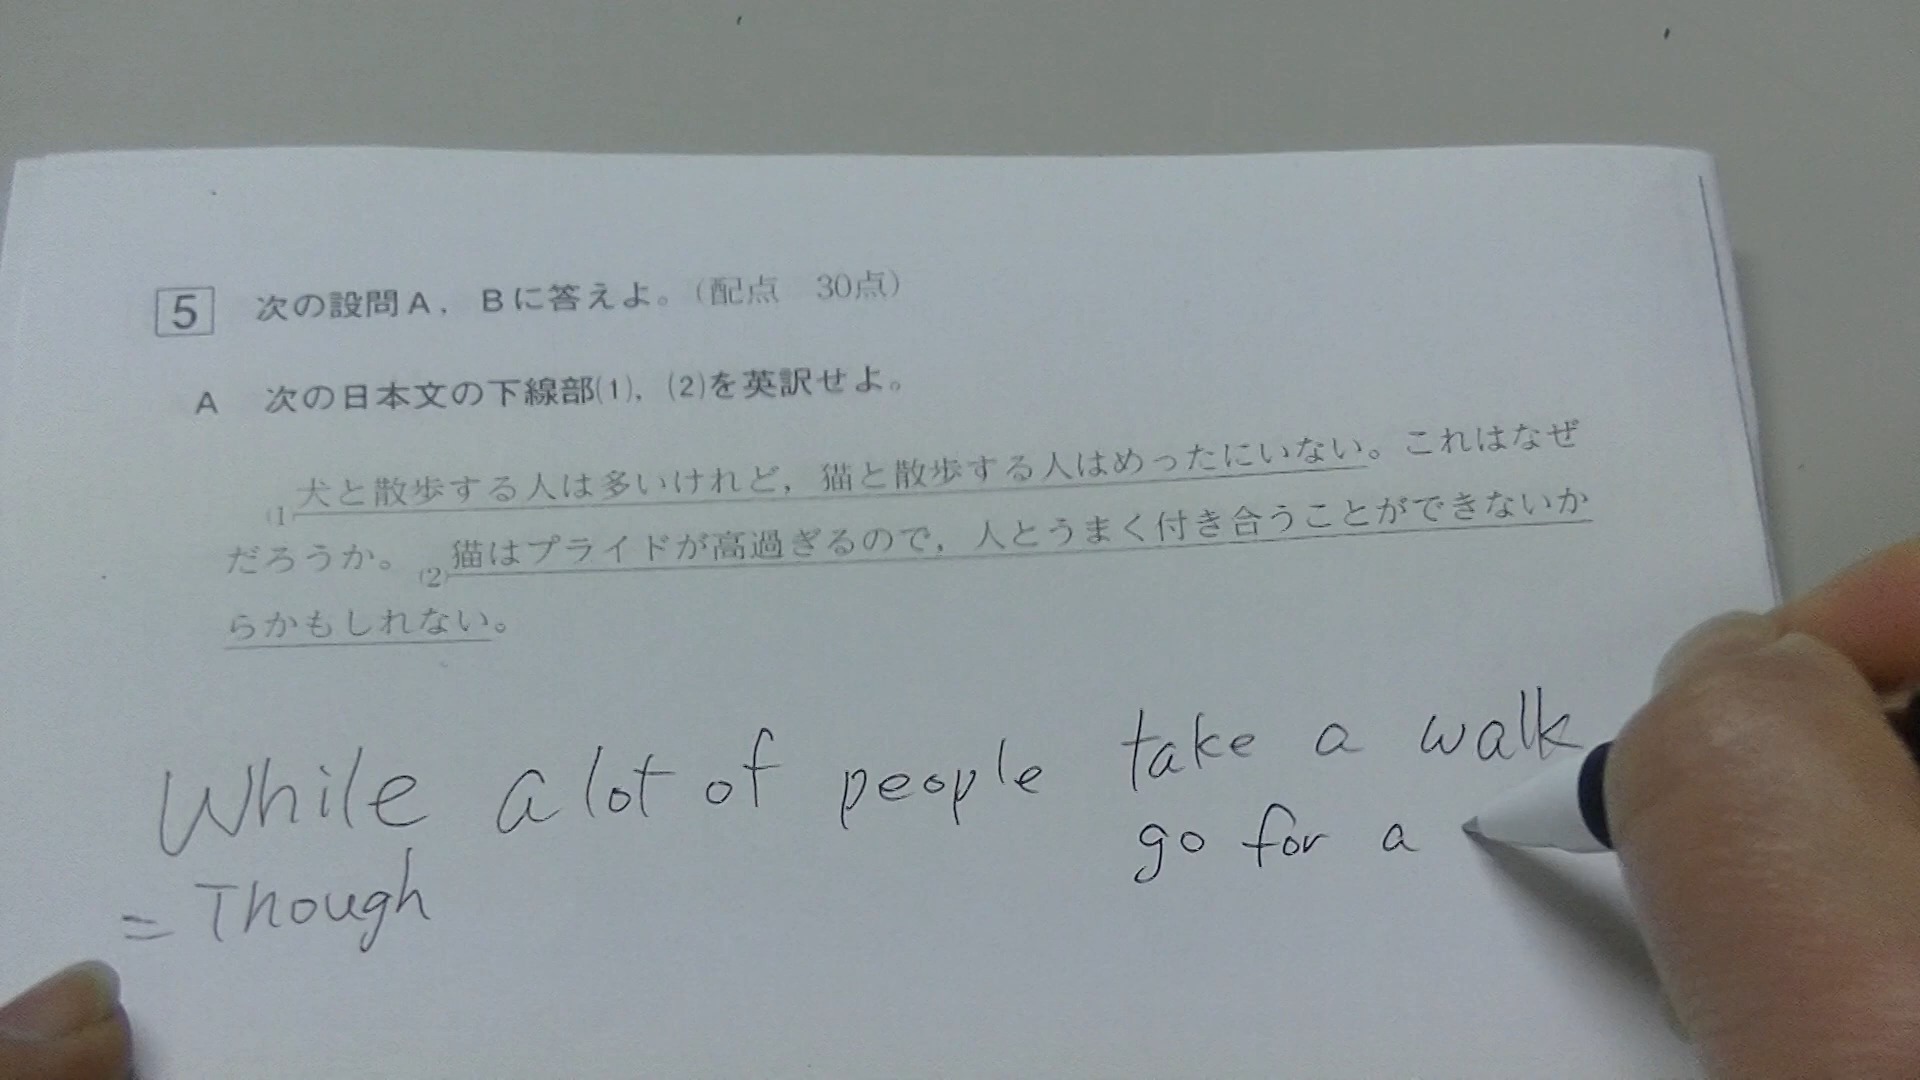 5 次の設問A，Bに答えよ。（配点 30点）
A 次の日本文の下線部(1)，(2)を英訳せよ。
(1)犬と散歩する人は多いけれど，猫と散歩する人はめったにいない。これはなぜ
だろうか。(2)猫はプライドが高過ぎるので，人とうまく付き合うことができないか
らかもしれない。
While a lot of people take a walk
go for a
= Though